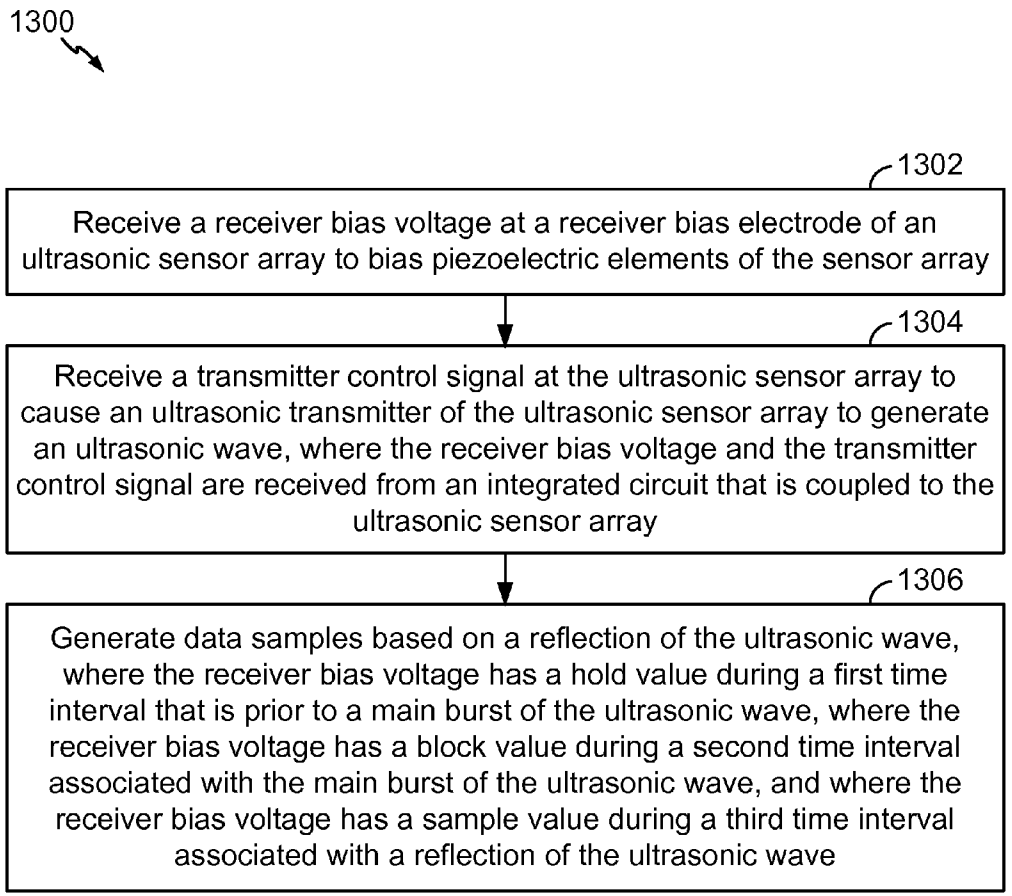 1300
1302
Receive a receiver bias voltage at a receiver bias electrode of an
ultrasonic sensor array to bias piezoelectric elements of the sensor array
1304
Receive a transmitter control signal at the ultrasonic sensor array to
cause an ultrasonic transmitter of the ultrasonic sensor array to generate
an ultrasonic wave, where the receiver bias voltage and the transmitter
control signal are received from an integrated circuit that is coupled to the
ultrasonic sensor array
1306
Generate data samples based on a reflection of the ultrasonic wave,
where the receiver bias voltage has a hold value during a first time
interval that is prior to a main burst of the ultrasonic wave, where the
receiver bias voltage has a block value during a second time interval
associated with the main burst of the ultrasonic wave, and where the
receiver bias voltage has a sample value during a third time interval
associated with a reflection of the ultrasonic wave